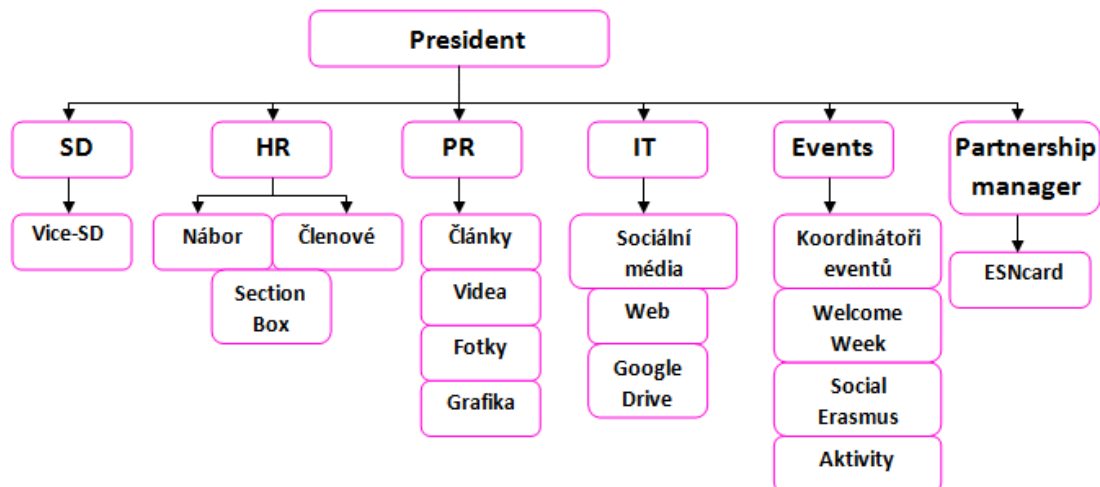 President
SD
HR
PR
IT
Events
Partnership
manager
Vice-SD
Nábor
Členové
Section
Box
Články
Videa
Fotky
Grafika
Sociální
média
Web
Google
Drive
Koordinátoři
eventů
Welcome
Week
Social
Erasmus
Aktivity
ESNcard